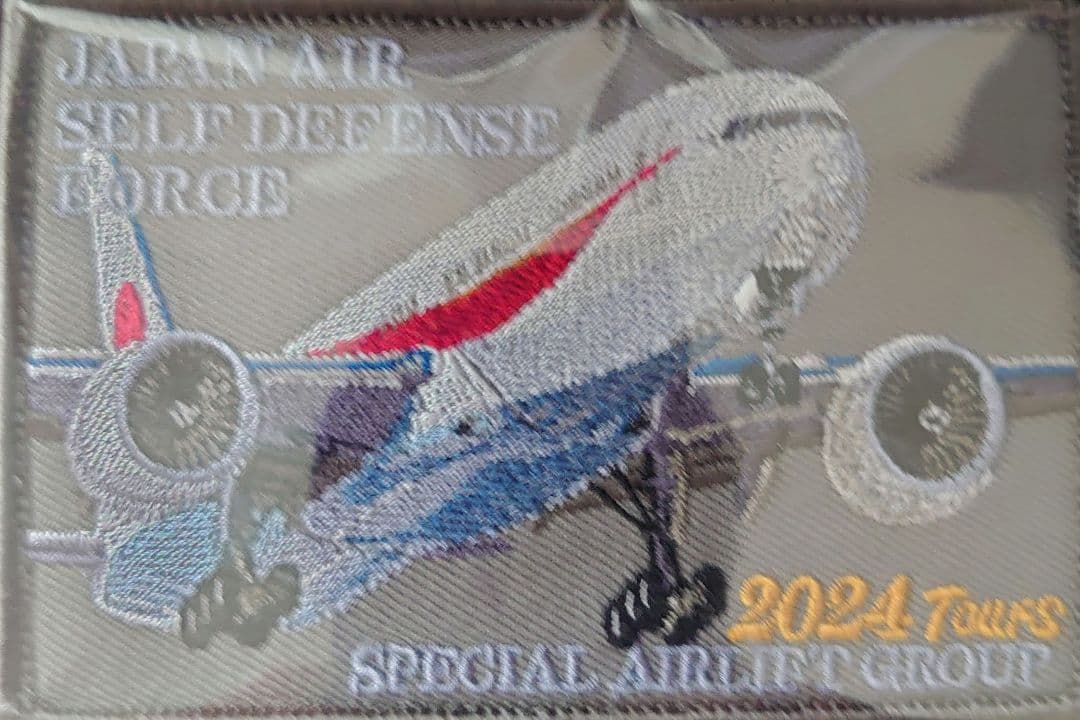 JAPAN AIR
SELF DEFENSE
FORCE
2024 Tours
SPECIAL AIRLIFT GROUP